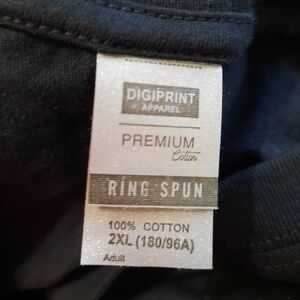 DIGIPRINT
APPAREL
PREMIUM
Cotton
RING SPUN
100% COTTON
2XL (180/96A)
Adult